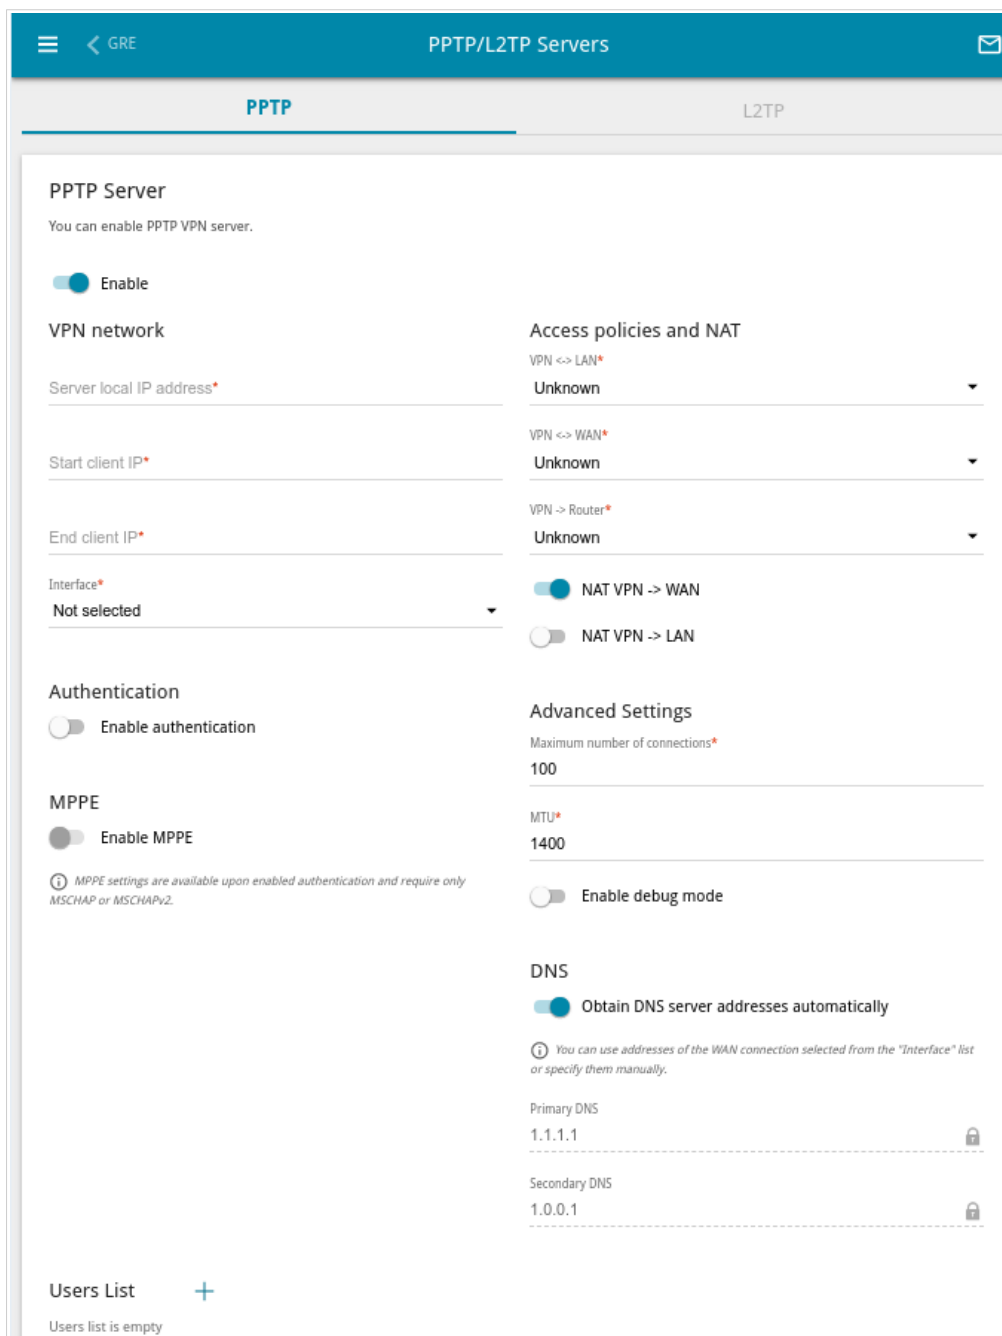 GRE
PPTP/L2TP Servers
PPTP
L2TP
PPTP Server
You can enable PPTP VPN server.
Enable
VPN network
Server local IP address*
Start client IP*
End client IP*
Interface*
Not selected
Authentication
Enable authentication
MPPE
Enable MPPE
MPPE settings are available upon enabled authentication and require only
MSCHAP or MSCHAPv2.
Access policies and NAT
VPN <-> LAN*
Unknown
VPN <-> WAN*
Unknown
VPN -> Router*
Unknown
NAT VPN -> WAN
NAT VPN -> LAN
Advanced Settings
Maximum number of connections*
100
MTU*
1400
Enable debug mode
DNS
Obtain DNS server addresses automatically
You can use addresses of the WAN connection selected from the "Interface" list
or specify them manually.
Primary DNS
1.1.1.1
Secondary DNS
1.0.0.1
Users List
Users list is empty